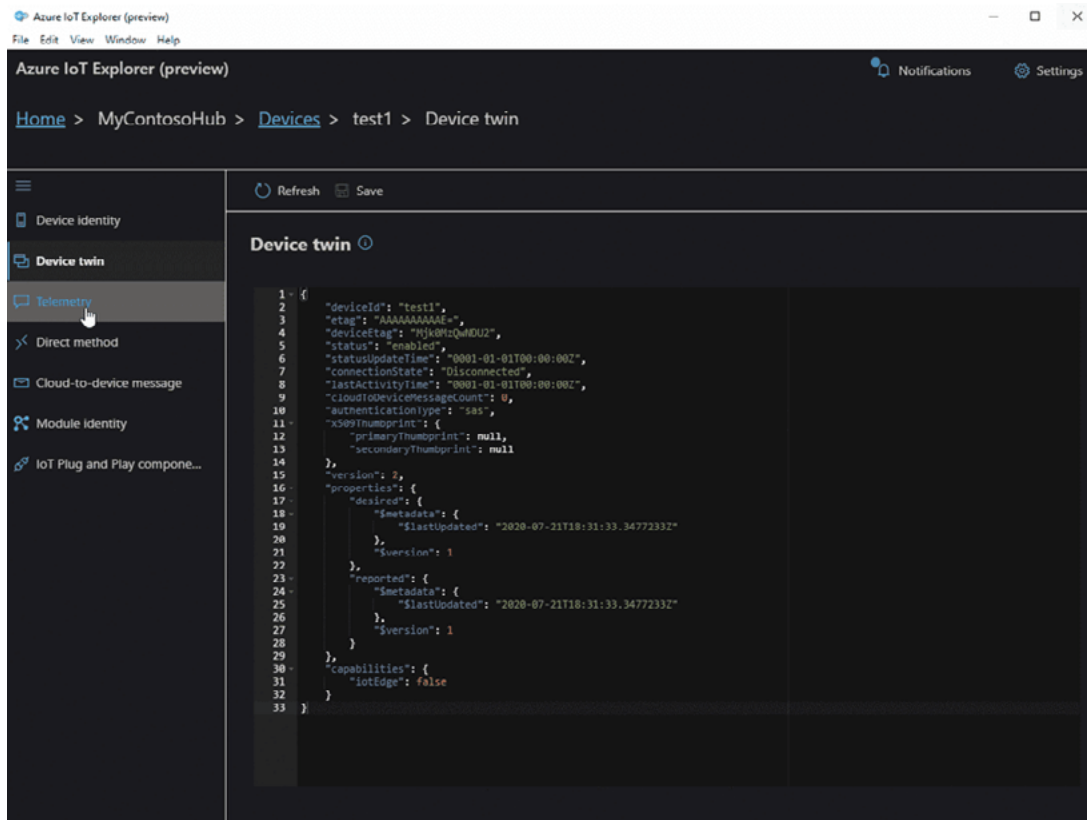 Azure IoT Explorer (preview)
File Edit View Window Help
Azure IoT Explorer (preview)
Notifications
Settings
Home > MyContosoHub > Devices > test1 > Device twin
Refresh Save
Device identity
Device twin
Telemetry
Direct method
Cloud-to-device message
Module identity
IoT Plug and Play compone...
Device twin
1 {
2 "deviceId": "test1",
3 "etag": "AAAAAAAAAAE=",
4 "deviceEtag": "Mjk0MzQwNDU2",
5 "status": "enabled",
6 "statusUpdateTime": "0001-01-01T00:00:00Z",
7 "connectionState": "Disconnected",
8 "lastActivityTime": "0001-01-01T00:00:00Z",
9 "cloudToDeviceMessageCount": 0,
10 "authenticationType": "sas",
11 "x509Thumbprint": {
12 "primaryThumbprint": null,
13 "secondaryThumbprint": null
14 },
15 "version": 2,
16 "properties": {
17 "desired": {
18 "$metadata": {
19 "$lastUpdated": "2020-07-21T18:31:33.3477233Z"
20 },
21 "$version": 1
22 },
23 "reported": {
24 "$metadata": {
25 "$lastUpdated": "2020-07-21T18:31:33.3477233Z"
26 },
27 "$version": 1
28 }
29 },
30 "capabilities": {
31 "iotEdge": false
32 }
33 }